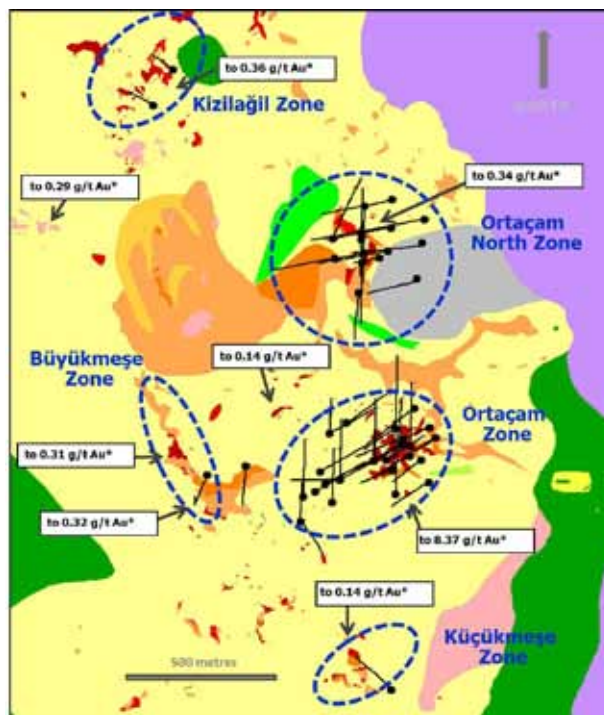 to 0.36 g/t Au*
Kizilağil Zone
to 0.29 g/t Au*
to 0.34 g/t Au*
Ortaçam
North Zone
Büyükmeşe
Zone
to 0.14 g/t Au*
Ortaçam
Zone
to 0.31 g/t Au*
to 0.32 g/t Au*
to 8.37 g/t Au*
to 0.14 g/t Au*
Küçükmeşe
Zone
500 metres